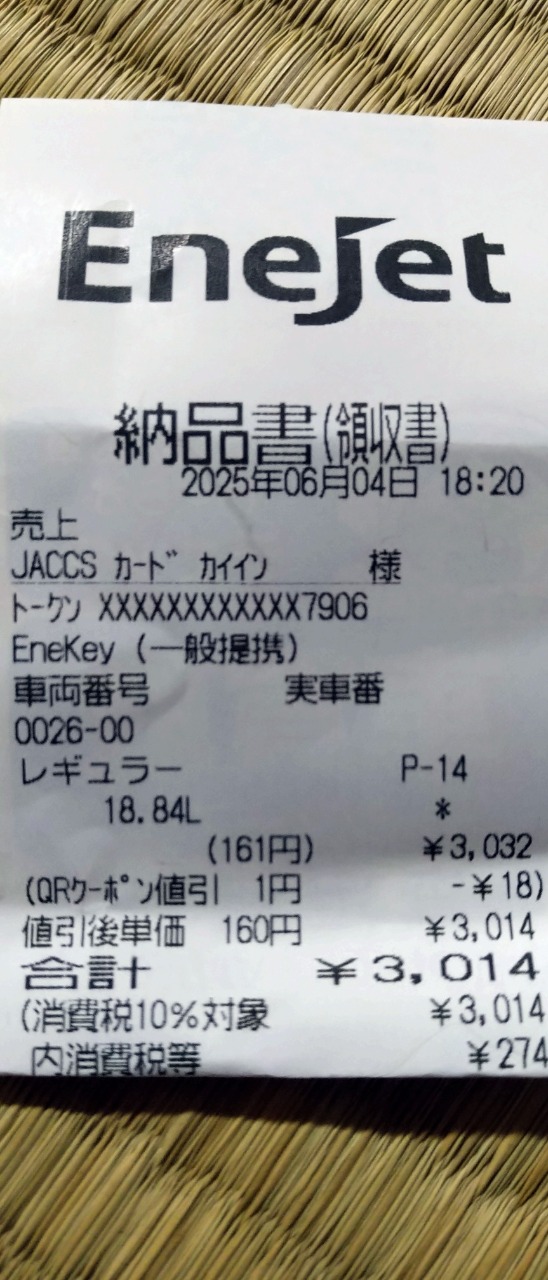 EneJet
納品書(領収書)
2025年06月04日 18:20
売上
JACCS カード カイイン 様
トークン XXXXXXXXXXXX7906
EneKey (一般提携)
車両番号 実車番
0026-00
レギュラー P-14
18.84L *
(161円) ¥3,032
(QRクーポン値引 1円 -¥18)
値引後単価 160円 ¥3,014
合計 ¥3,014
(消費税10%対象 ¥3,014
内消費税等 ¥274